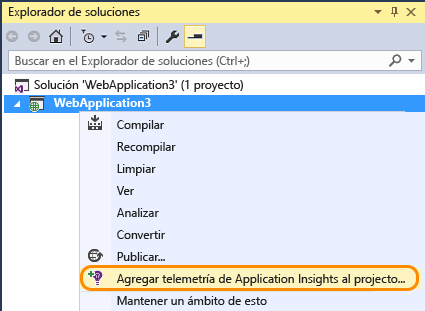 Explorador de soluciones
Buscar en el Explorador de soluciones (Ctrl+;)
Solución 'WebApplication3' (1 proyecto)
WebApplication3
Compilar
Recompilar
Limpiar
Ver
Analizar
Convertir
Publicar...
Agregar telemetría de Application Insights al projecto...
Mantener un ámbito de esto